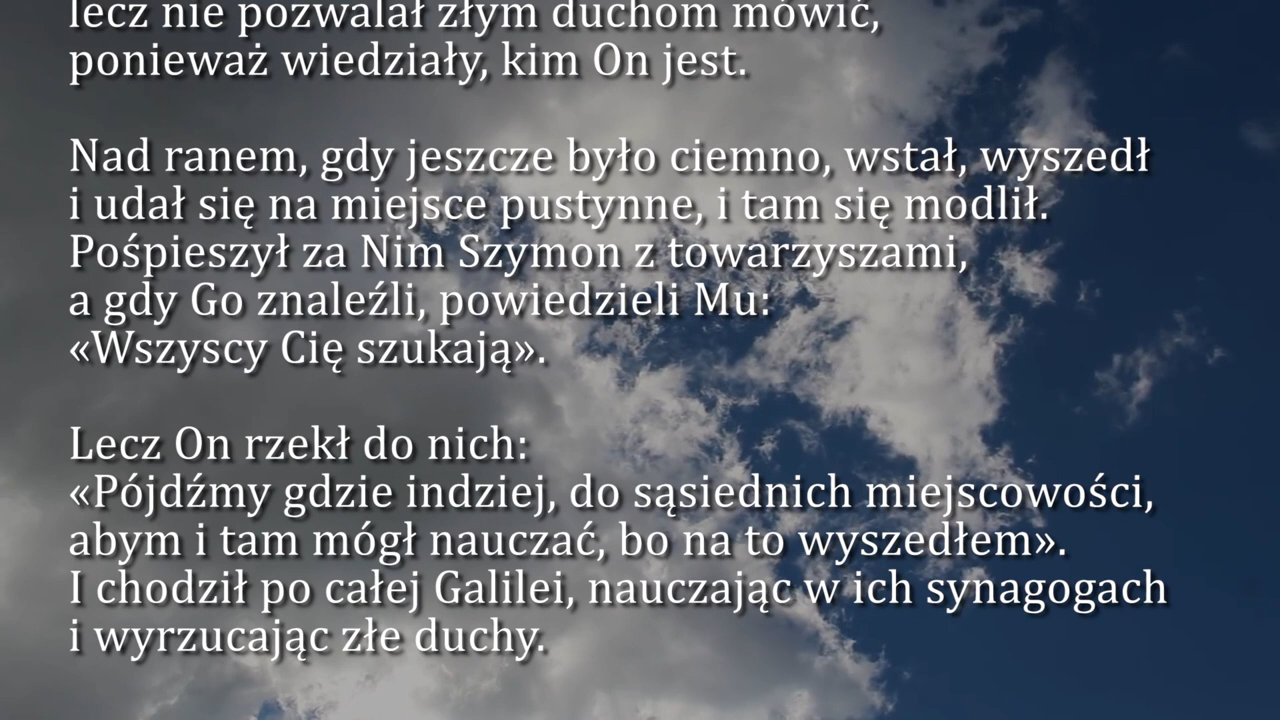 lecz nie pozwalał złym duchom mówić,
ponieważ wiedziały, kim On jest.
Nad ranem, gdy jeszcze było ciemno, wstał, wyszedł
i udał się na miejsce pustynne, i tam się modlił.
Pośpieszył za Nim Szymon z towarzyszami,
a gdy Go znaleźli, powiedzieli Mu:
«Wszyscy Cię szukają».
Lecz On rzekł do nich:
«Pójdźmy gdzie indziej, do sąsiednich miejscowości,
abym i tam mógł nauczać, bo na to wyszedłem».
I chodził po całej Galilei, nauczając w ich synagogach
i wyrzucając złe duchy.